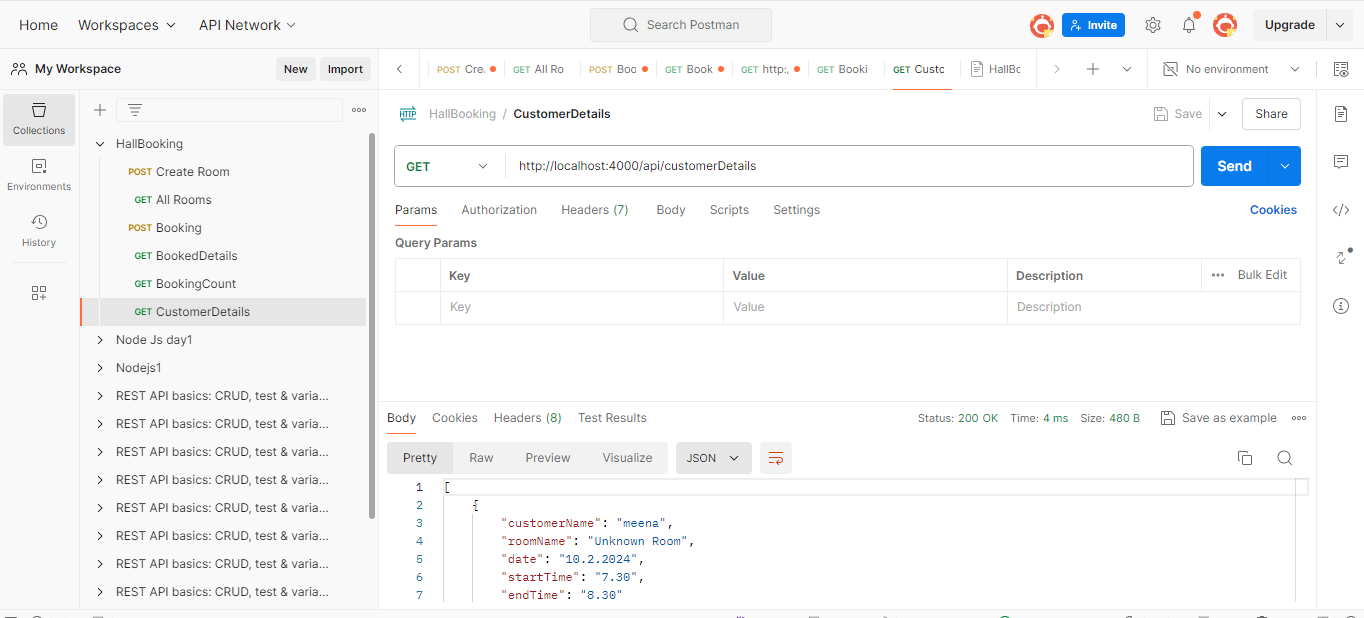 Home Workspaces API Network Search Postman Invite Upgrade
My Workspace New Import
POST Cre. GET All Ro POST Boo GET Book GET http:, GET Booki GET Custo HallBc No environment
Collections
Environments
History
HallBooking
POST Create Room
GET All Rooms
POST Booking
GET BookedDetails
GET BookingCount
GET CustomerDetails
Node Js day1
Nodejs1
REST API basics: CRUD, test & varia...
REST API basics: CRUD, test & varia...
REST API basics: CRUD, test & varia...
REST API basics: CRUD, test & varia...
REST API basics: CRUD, test & varia...
REST API basics: CRUD, test & varia...
REST API basics: CRUD, test & varia...
REST API basics: CRUD, test & varia...
HTTP HallBooking / CustomerDetails Save Share
GET http://localhost:4000/api/customerDetails Send
Params Authorization Headers (7) Body Scripts Settings Cookies
Query Params
Key Value Description Bulk Edit
Key Value Description
Body Cookies Headers (8) Test Results Status: 200 OK Time: 4 ms Size: 480 B Save as example
Pretty Raw Preview Visualize JSON
1 [
2 {
3 "customerName": "meena",
4 "roomName": "Unknown Room",
5 "date": "10.2.2024",
6 "startTime": "7.30",
7 "endTime": "8.30"